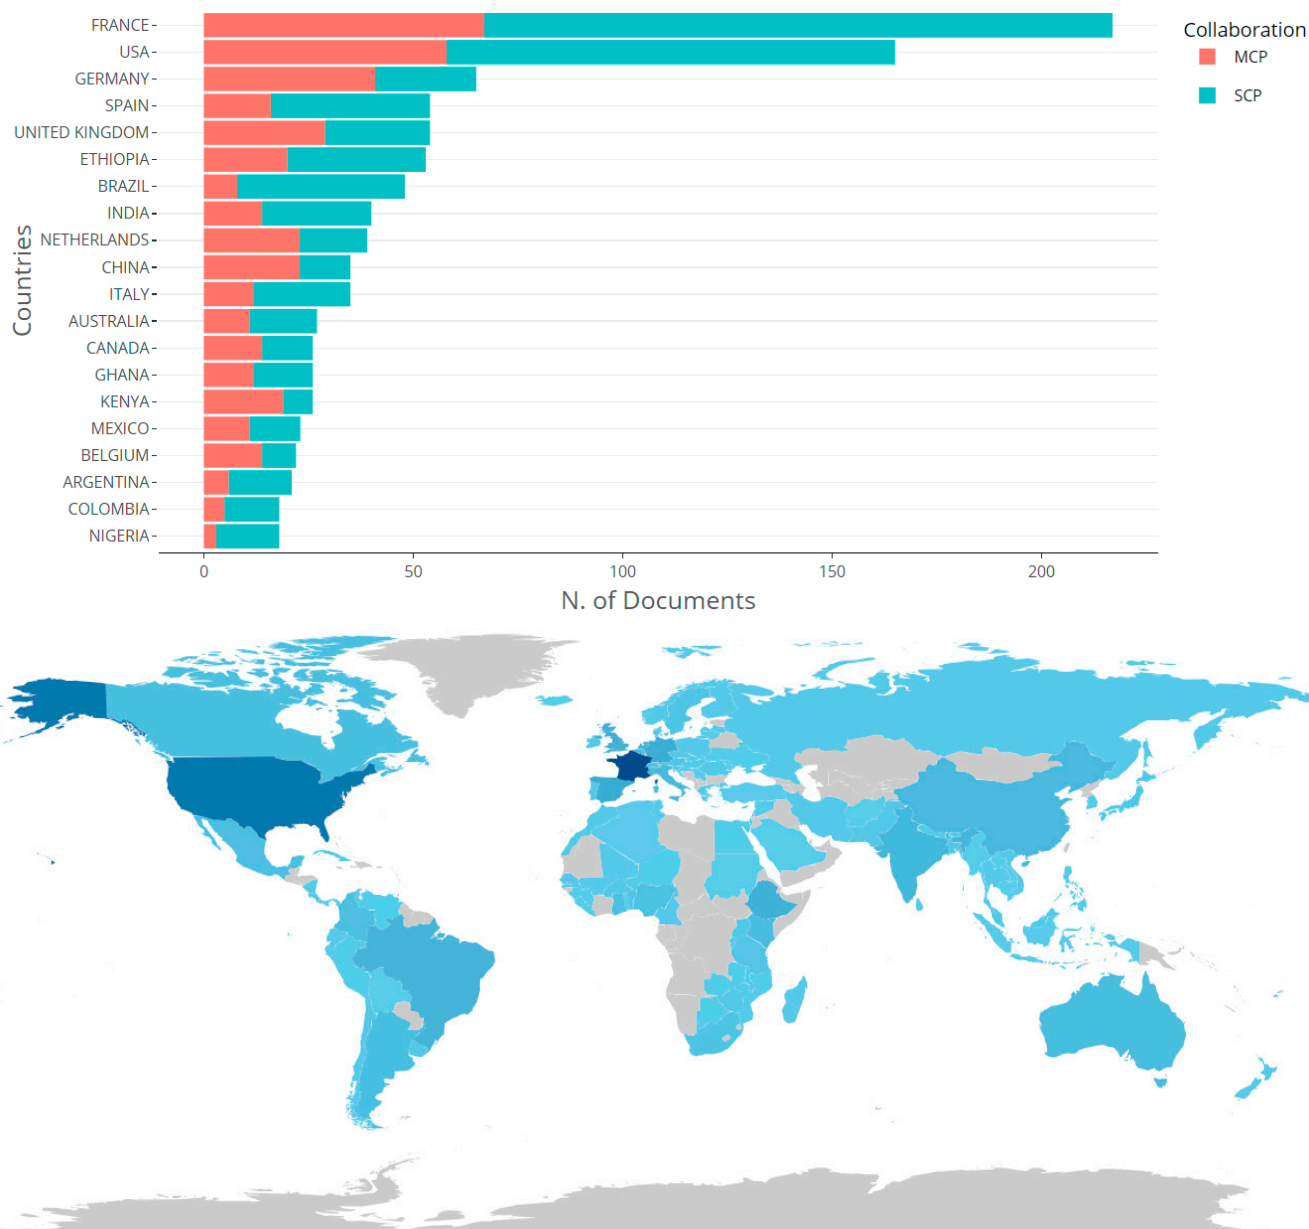 FRANCE
USA
GERMANY
SPAIN
UNITED KINGDOM
ETHIOPIA
BRAZIL
INDIA
NETHERLANDS
CHINA
ITALY
AUSTRALIA
CANADA
GHANA
KENYA
MEXICO
BELGIUM
ARGENTINA
COLOMBIA
NIGERIA
Countries
0 50 100 150 200
N. of Documents
Collaboration
MCP
SCP